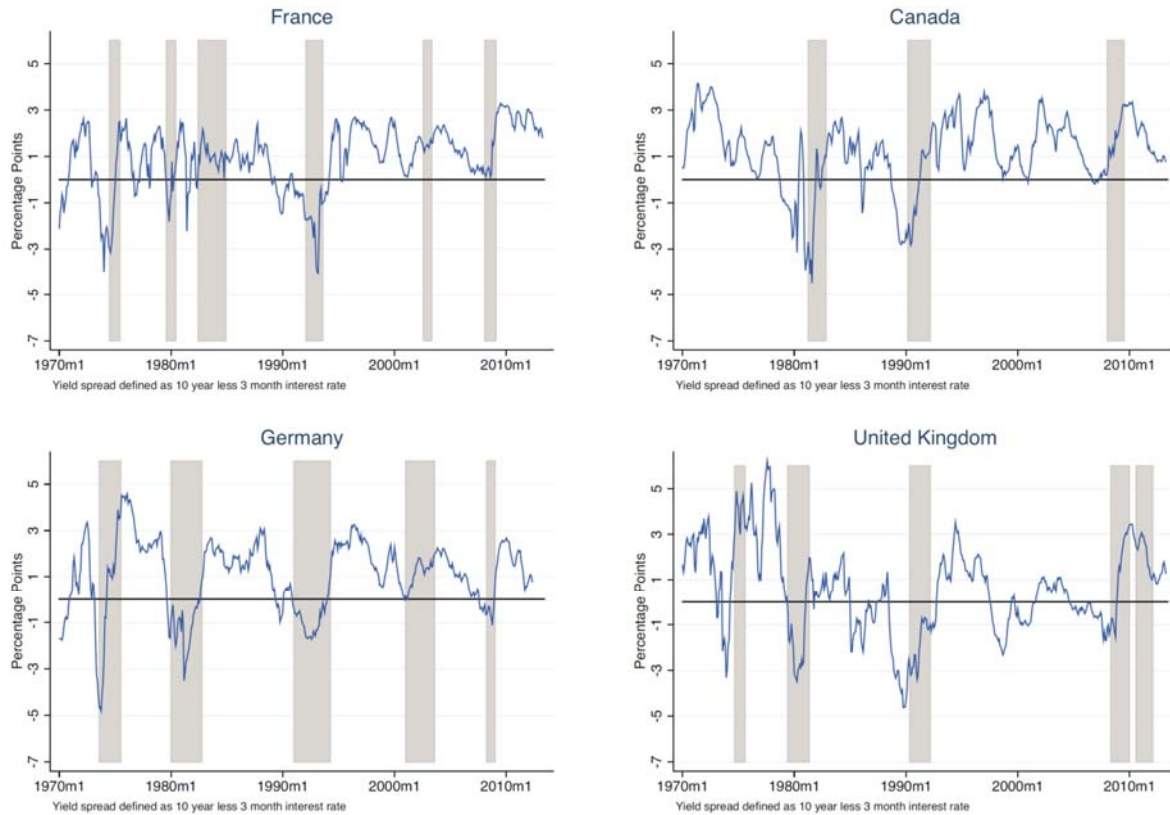 France
Percentage Points
5
3
1
-1
-3
-5
-7
1970m1 1980m1 1990m1 2000m1 2010m1
Yield spread defined as 10 year less 3 month interest rate
Canada
Percentage Points
5
3
1
-1
-3
-5
-7
1970m1 1980m1 1990m1 2000m1 2010m1
Yield spread defined as 10 year less 3 month interest rate
Germany
Percentage Points
5
3
1
-1
-3
-5
-7
1970m1 1980m1 1990m1 2000m1 2010m1
Yield spread defined as 10 year less 3 month interest rate
United Kingdom
Percentage Points
5
3
1
-1
-3
-5
-7
1970m1 1980m1 1990m1 2000m1 2010m1
Yield spread defined as 10 year less 3 month interest rate